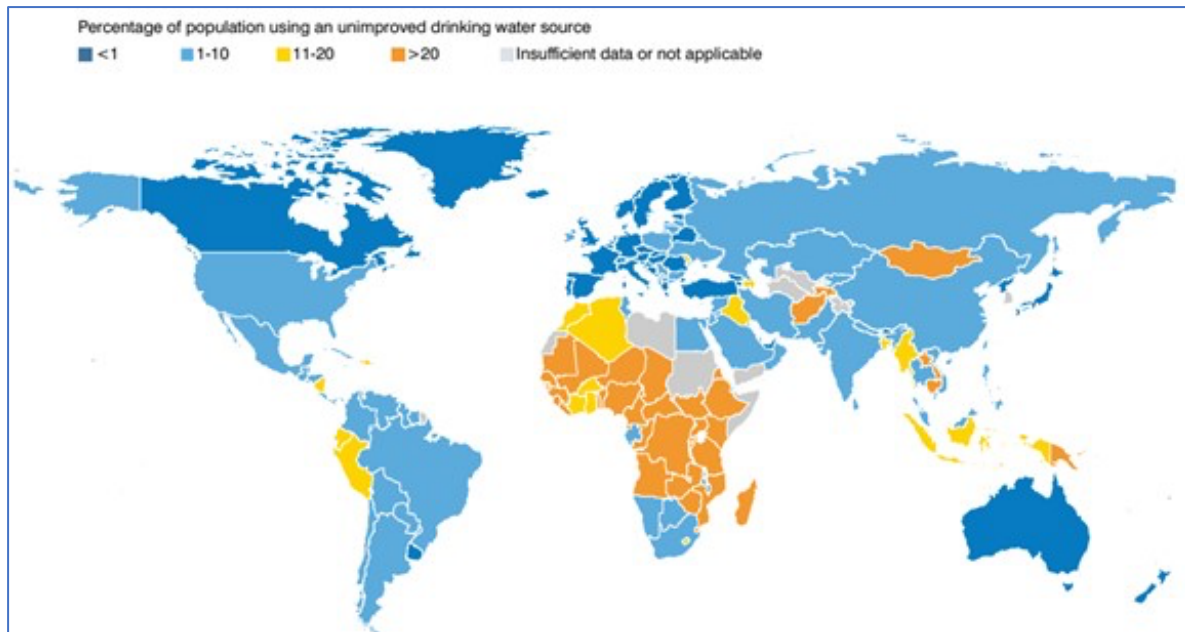 Percentage of population using an unimproved drinking water source
<1 1-10 11-20 >20 Insufficient data or not applicable